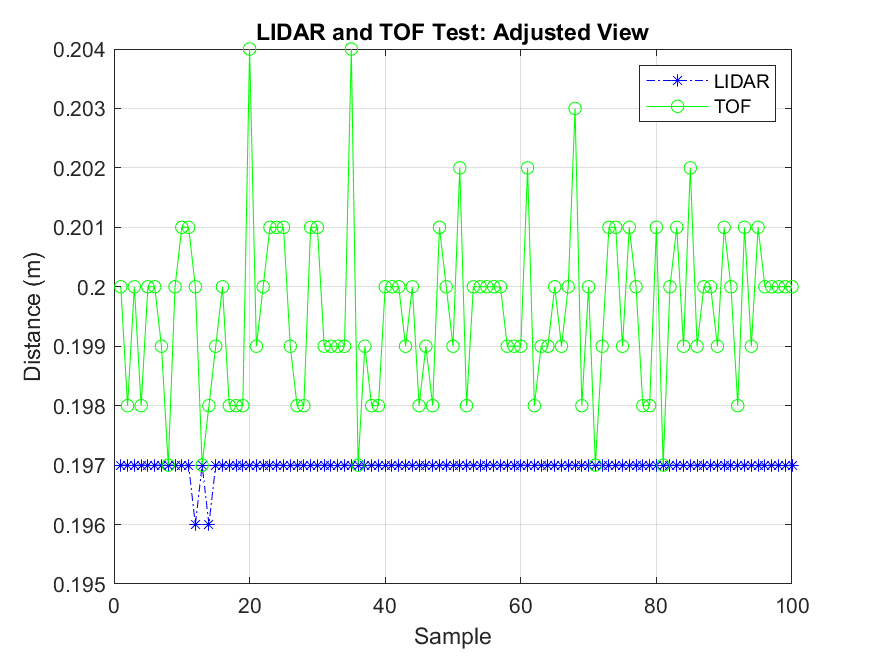 LIDAR and TOF Test: Adjusted View
0.204
0.203
0.202
0.201
0.2
0.199
0.198
0.197
0.196
0.195
Distance (m)
LIDAR
TOF
0 20 40 60 80 100
Sample